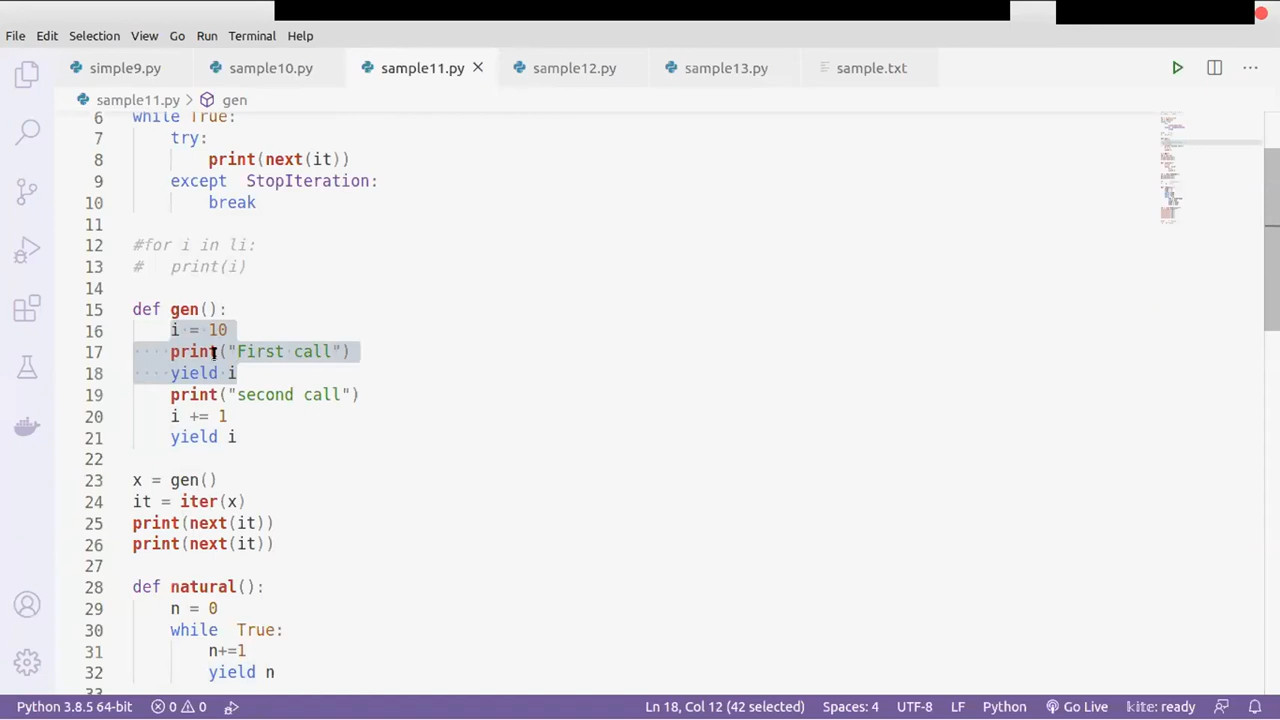 File Edit Selection View Go Run Terminal Help
simple9.py sample10.py sample11.py sample12.py sample13.py sample.txt
sample11.py > gen
6 while True:
7 try:
8 print(next(it))
9 except  StopIteration:
10 break
11
12 #for i in li:
13 #   print(i)
14
15 def gen():
16 i = 10
17 print("First call")
18 yield i
19 print("second call")
20 i += 1
21 yield i
22
23 x = gen()
24 it = iter(x)
25 print(next(it))
26 print(next(it))
27
28 def natural():
29 n = 0
30 while  True:
31 n+=1
32 yield n
33
Python 3.8.5 64-bit 0 0 Ln 18, Col 12 (42 selected) Spaces: 4 UTF-8 LF Python Go Live kite: ready